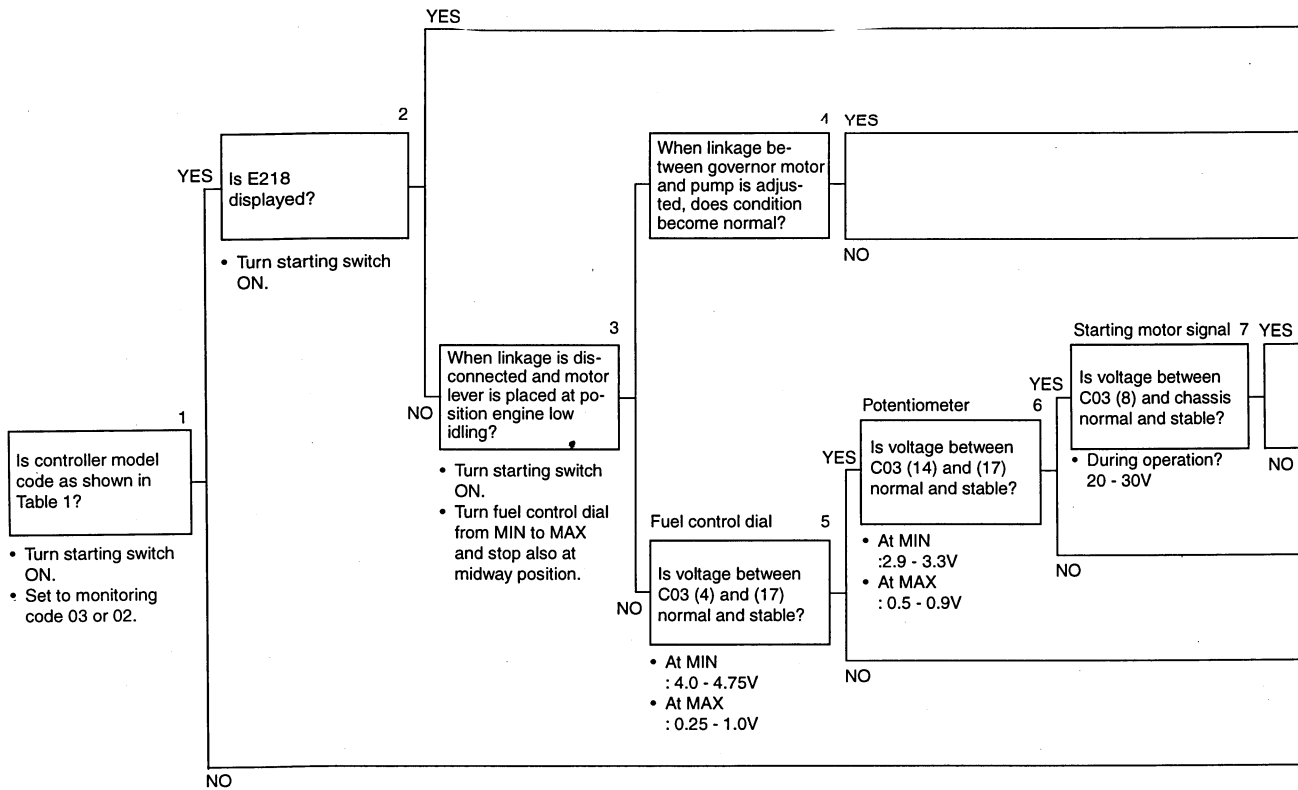 YES
2
YES
Is E218
displayed?
• Turn starting switch
ON.
4 YES
When linkage be-
tween governor motor
and pump is adjus-
ted, does condition
become normal?
NO
3
NO
When linkage is dis-
connected and motor
lever is placed at po-
sition engine low
idling?
• Turn starting switch
ON.
• Turn fuel control dial
from MIN to MAX
and stop also at
midway position.
1
Is controller model
code as shown in
Table 1?
• Turn starting switch
ON.
• Set to monitoring
code 03 or 02.
Fuel control dial 5
NO
Is voltage between
C03 (4) and (17)
normal and stable?
• At MIN
: 4.0 - 4.75V
• At MAX
: 0.25 - 1.0V
Potentiometer 6
YES
Is voltage between
C03 (14) and (17)
normal and stable?
• At MIN
:2.9 - 3.3V
• At MAX
: 0.5 - 0.9V
NO
Starting motor signal 7 YES
YES
Is voltage between
C03 (8) and chassis
normal and stable?
• During operation?
20 - 30V
NO
NO
NO